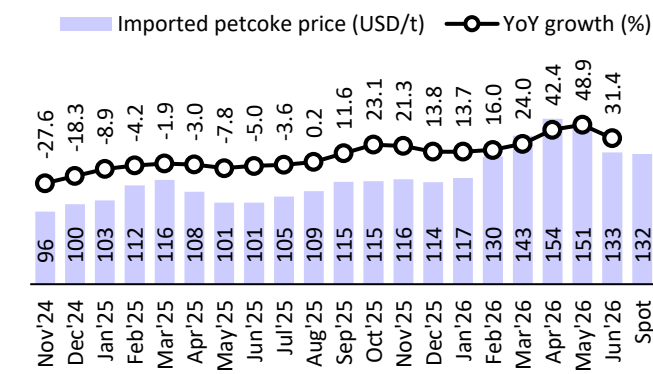 Imported petcoke price (USD/t) YoY growth (%)
-27.6 -18.3 -8.9 -4.2 -1.9 -3.0 -7.8 -5.0 -3.6 0.2 11.6 23.1 21.3 13.8 13.7 16.0 24.0 42.4 48.9 31.4
96 100 103 112 116 108 101 101 105 109 115 115 116 114 117 130 143 154 151 133 132
Nov'24 Dec'24 Jan'25 Feb'25 Mar'25 Apr'25 May'25 Jun'25 Jul'25 Aug'25 Sep'25 Oct'25 Nov'25 Dec'25 Jan'26 Feb'26 Mar'26 Apr'26 May'26 Jun'26 Spot